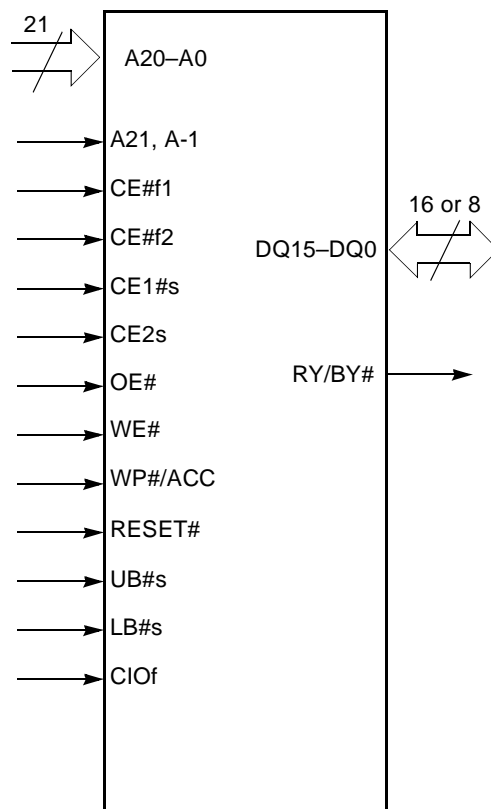 21
A20–A0
A21, A-1
CE#f1
CE#f2
16 or 8
DQ15–DQ0
CE1#s
CE2s
OE#
RY/BY#
WE#
WP#/ACC
RESET#
UB#s
LB#s
CIOf